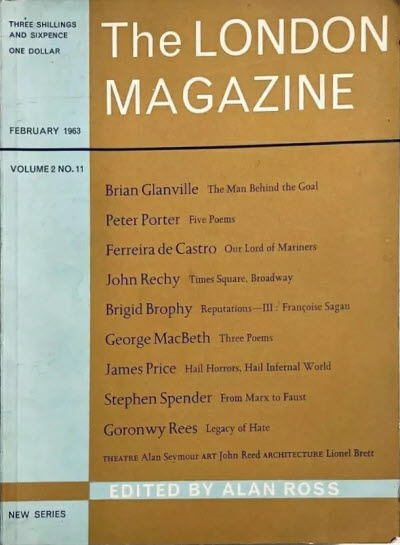 THREE SHILLINGS
AND SIXPENCE
ONE DOLLAR
The LONDON
MAGAZINE
FEBRUARY 1963
VOLUME 2 NO. 11
Brian Glanville The Man Behind the Goal
Peter Porter Five Poems
Ferreira de Castro Our Lord of Mariners
John Rechy Times Square, Broadway
Brigid Brophy Reputations—III: Françoise Sagan
George MacBeth Three Poems
James Price Hail Horrors, Hail Infernal World
Stephen Spender From Marx to Faust
Goronwy Rees Legacy of Hate
THEATRE Alan Seymour ART John Reed ARCHITECTURE Lionel Brett
EDITED BY ALAN ROSS
NEW SERIES